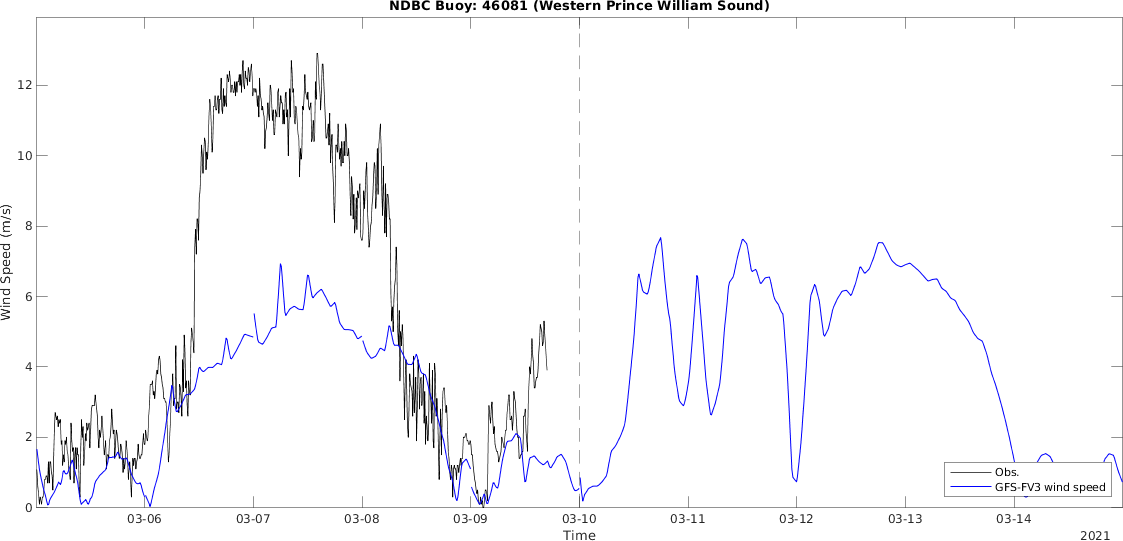 NDBC Buoy: 46081 (Western Prince William Sound)
Wind Speed (m/s)
12
10
8
6
4
2
0
Obs.
GFS-FV3 wind speed
03-06 03-07 03-08 03-09 03-10 03-11 03-12 03-13 03-14
Time
2021